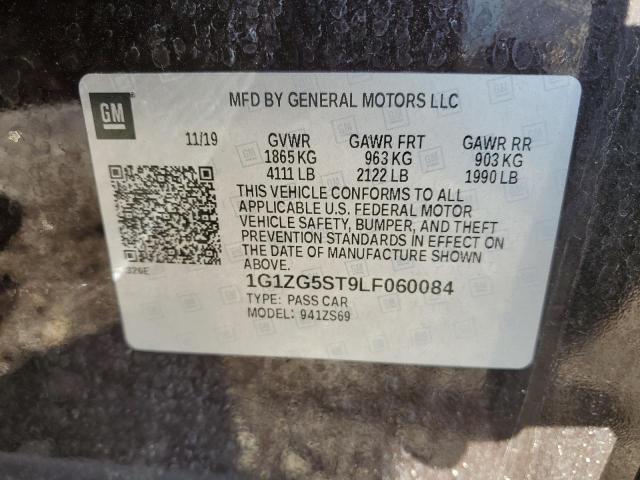 GM
MFD BY GENERAL MOTORS LLC
11/19 GVWR GAWR FRT GAWR RR
1865 KG 963 KG 903 KG
4111 LB 2122 LB 1990 LB
THIS VEHICLE CONFORMS TO ALL
APPLICABLE U.S. FEDERAL MOTOR
VEHICLE SAFETY, BUMPER, AND THEFT
PREVENTION STANDARDS IN EFFECT ON
THE DATE OF MANUFACTURE SHOWN
ABOVE.
326E
1G1ZG5ST9LF060084
TYPE: PASS CAR
MODEL: 941ZS69